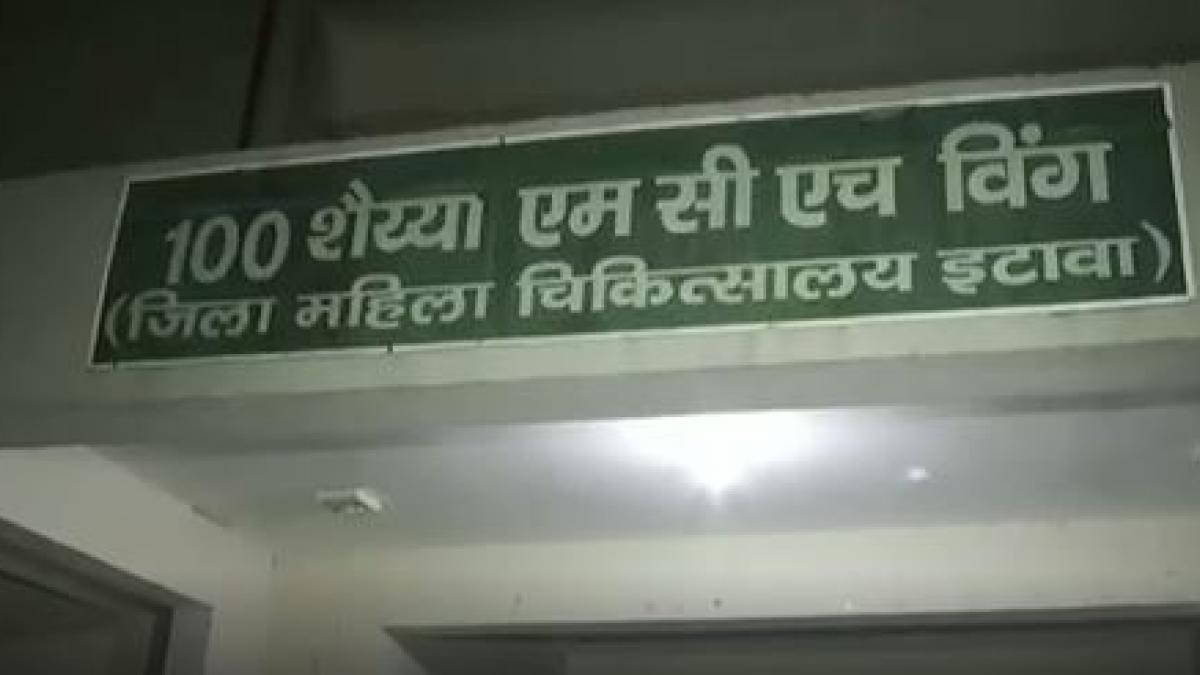 100 शैय्या एम सी एच विंग
(जिला महिला चिकित्सालय इटावा)